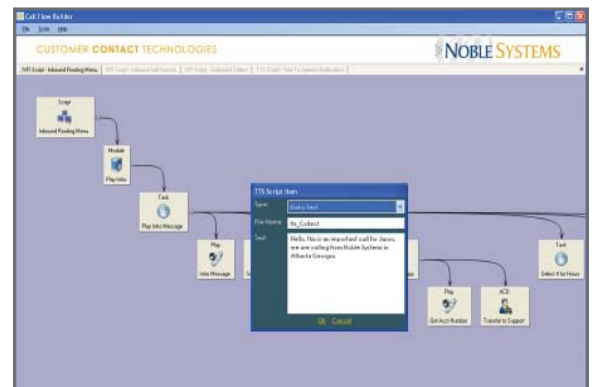 Call Flow Builder
File Tools Help
CUSTOMER CONTACT TECHNOLOGIES
NOBLE SYSTEMS
IVR Script - Inbound Routing Menu
Script
Inbound Routing Menu
Module
Play Intro
Task
Play Intro Message
TTS Script Item
Type:
Static Text
File Name:
tts_Collect
Text:
Hello, this is an important call for Jason,
we are calling from Noble Systems in
Atlanta Georgia.
OK Cancel
Play
Intro Message
Play
Get Acct Number
ACD
Transfer to Support
Task
Select # for Hours